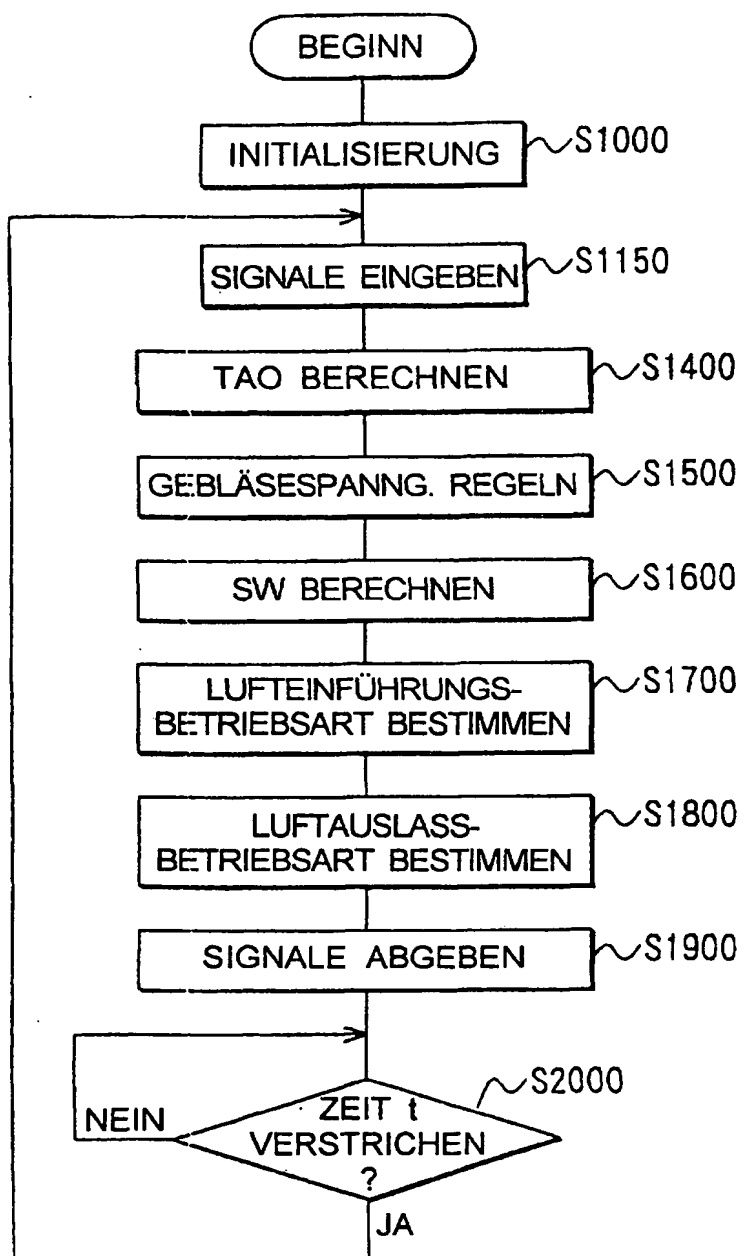 BEGINN
INITIALISIERUNG
S1000
SIGNALE EINGEBEN
S1150
TAO BERECHNEN
S1400
GEBLÄSESPANNG. REGELN
S1500
SW BERECHNEN
S1600
LUFTEINFÜHRUNGS-
BETRIEBSART BESTIMMEN
S1700
LUFTAUSLASS-
BETRIEBSART BESTIMMEN
S1800
SIGNALE ABGEBEN
S1900
ZEIT t
VERSTRICHEN
?
S2000
NEIN
JA